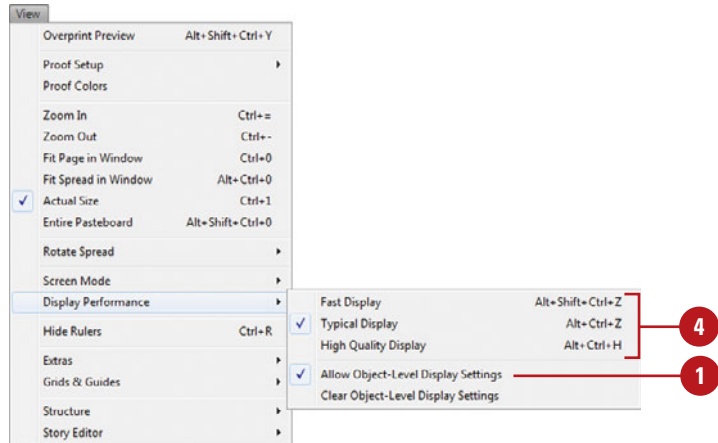 View
Overprint Preview Alt+Shift+Ctrl+Y
Proof Setup
Proof Colors
Zoom In Ctrl+=
Zoom Out Ctrl+-
Fit Page in Window Ctrl+0
Fit Spread in Window Alt+Ctrl+0
Actual Size Ctrl+1
Entire Pasteboard Alt+Shift+Ctrl+0
Rotate Spread
Screen Mode
Display Performance
Hide Rulers Ctrl+R
Extras
Grids & Guides
Structure
Story Editor
Fast Display Alt+Shift+Ctrl+Z
Typical Display Alt+Ctrl+Z
High Quality Display Alt+Ctrl+H
4
Allow Object-Level Display Settings
1
Clear Object-Level Display Settings